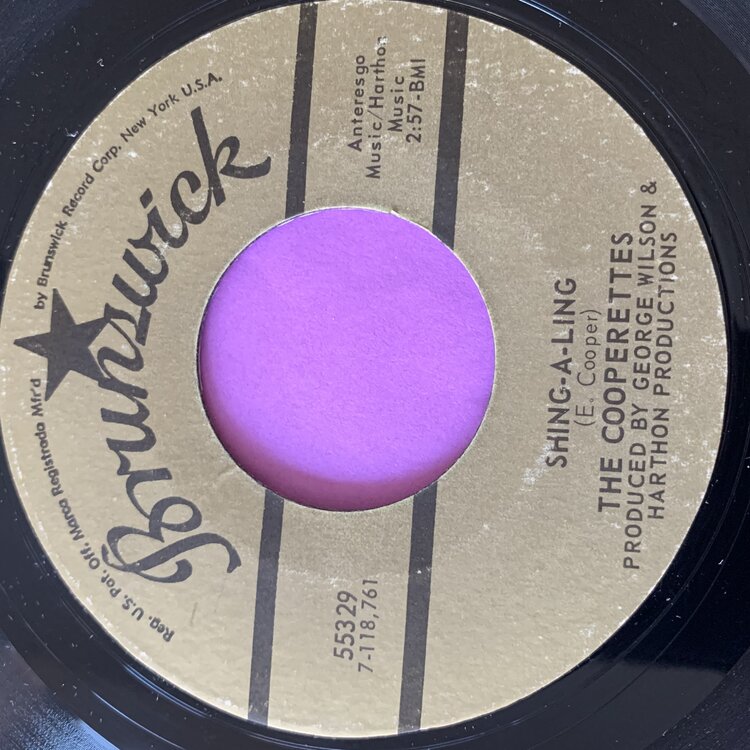 Reg. U.S. Pat. Off. Marca Registrada Mfr'd by Brunswick Record Corp. New York U.S.A.
Brunswick
55329
7-118,761
Anteresgo
Music/Harthon
Music
2:57-BMI
SHING-A-LING
(E. Cooper)
THE COOPERETTES
PRODUCED BY GEORGE WILSON &
HARTHON PRODUCTIONS